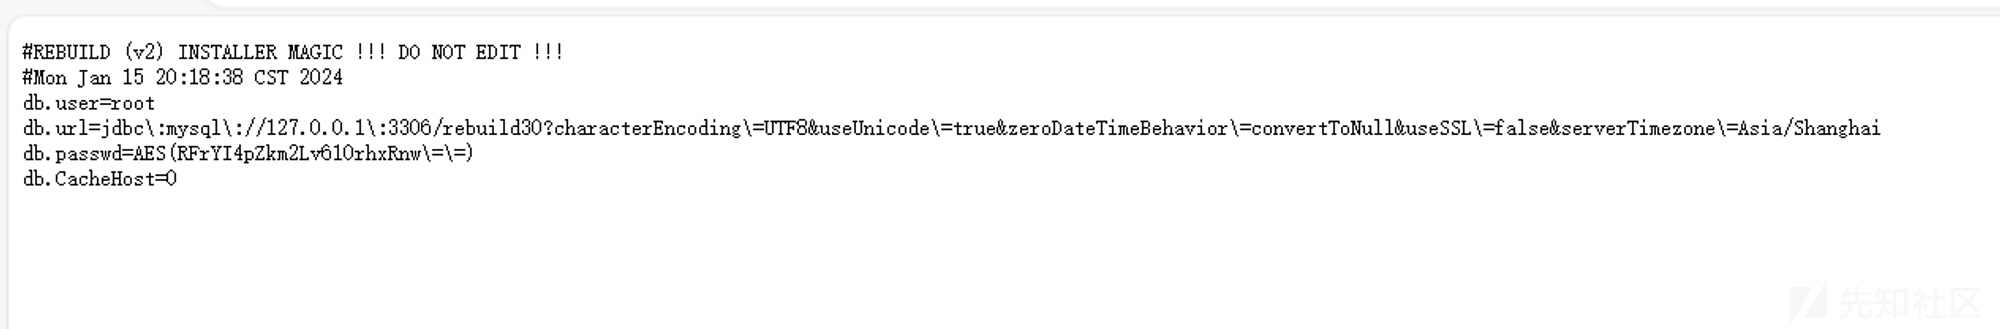 #REBUILD (v2) INSTALLER MAGIC !!! DO NOT EDIT !!!
#Mon Jan 15 20:18:38 CST 2024
db.user=root
db.url=jdbc\:mysql\://127.0.0.1\:3306/rebuild30?characterEncoding\=UTF8&useUnicode\=true&zeroDateTimeBehavior\=convertToNull&useSSL\=false&serverTimezone\=Asia/Shanghai
db.passwd=AES(RFrYI4pZkm2Lv610rhxRnw\=\=)
db.CacheHost=0
先知社区